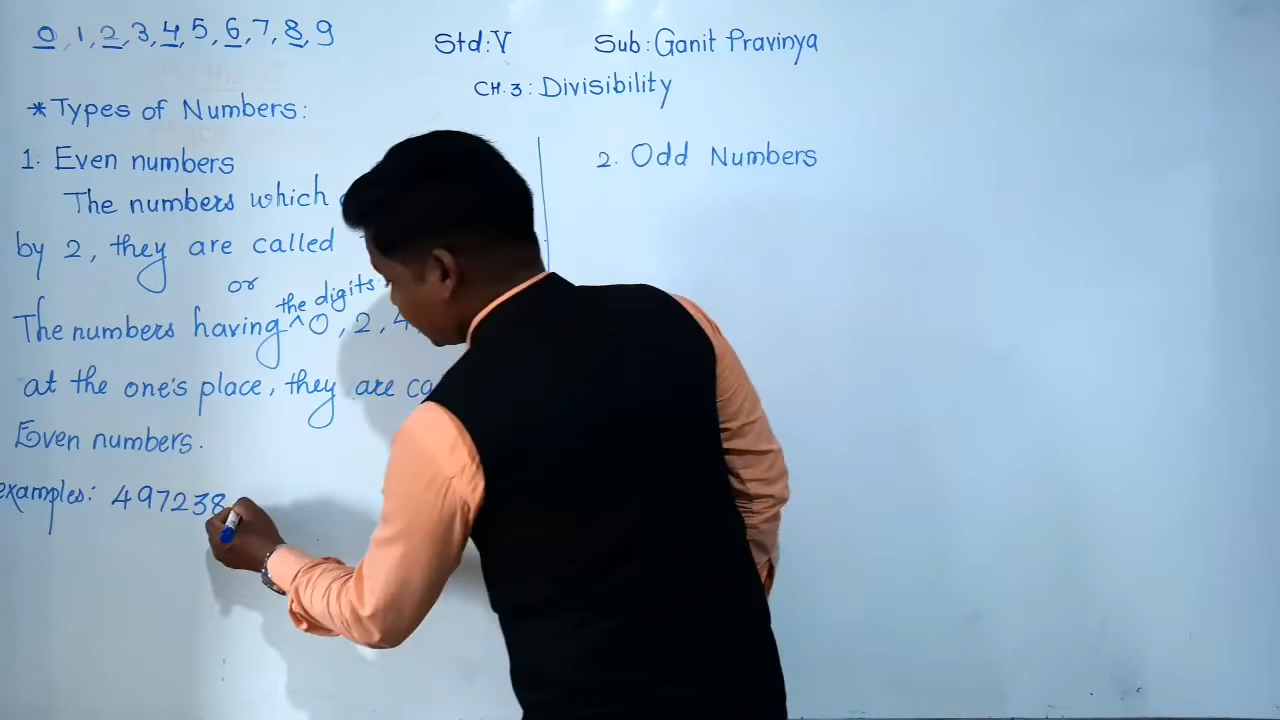 0, 1, 2, 3, 4, 5, 6, 7, 8, 9
Std: V Sub: Ganit Pravinya
CH. 3: Divisibility
* Types of Numbers:
1. Even numbers
The numbers which
by 2, they are called
or
the digits
The numbers having ^ 0, 2, 4,
at the one's place, they are ca
Even numbers.
examples: 497238
2. Odd Numbers